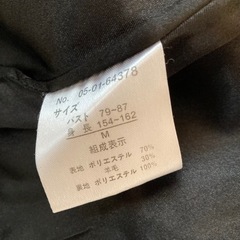 No. 05-01-64378
サイズ
バスト 79~87
身長 154~162
M
組成表示
表地 ポリエステル 70%
羊毛 30%
裏地 ポリエステル 100%